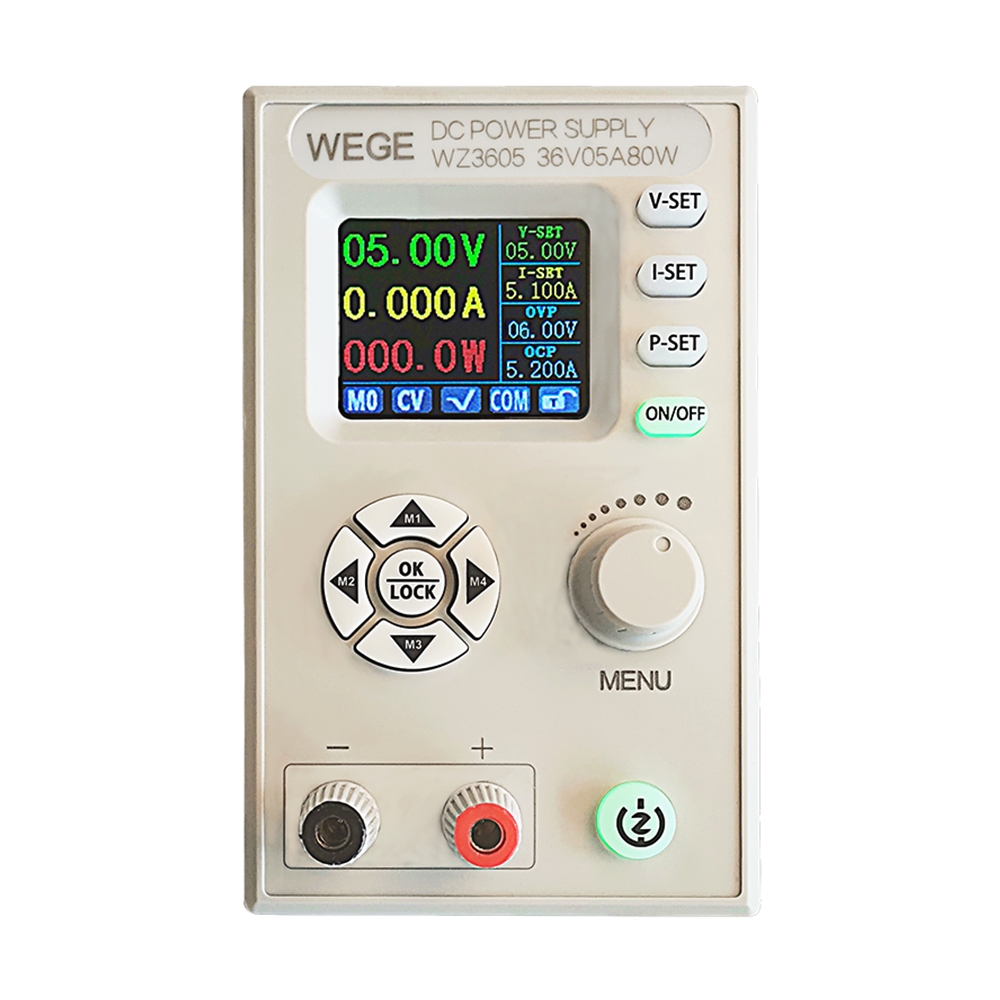 WEGE DC POWER SUPPLY
WZ3605 36V05A80W
V-SET
I-SET
P-SET
ON/OFF
05.00V
0.000A
000.0W
V-SET
05.00V
I-SET
5.100A
OVP
06.00V
OCP
5.200A
M0 CV COM
M1
M2
OK
LOCK
M4
M3
MENU
− +
Z